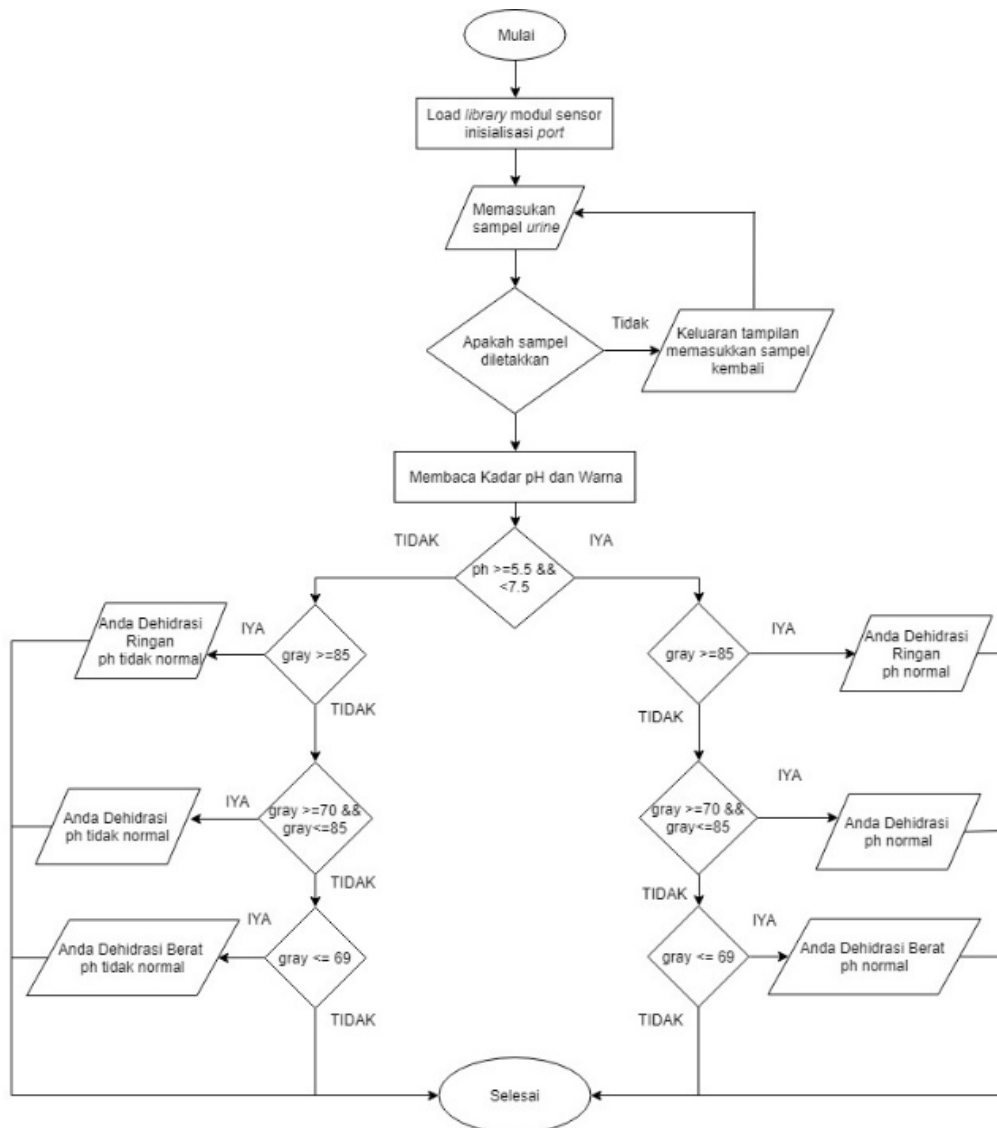 Mulai
Load library modul sensor
inisialisasi port
Memasukan
sampel urine
Apakah sampel
diletakkan
Tidak
Keluaran tampilan
memasukkan sampel
kembali
Membaca Kadar pH dan Warna
TIDAK
IYA
ph >=5.5 &&
<7.5
Anda Dehidrasi
Ringan
ph tidak normal
IYA
gray >=85
TIDAK
gray >=85
IYA
Anda Dehidrasi
Ringan
ph normal
TIDAK
Anda Dehidrasi
ph tidak normal
IYA
gray >=70 &&
gray<=85
TIDAK
gray >=70 &&
gray<=85
IYA
Anda Dehidrasi
ph normal
TIDAK
Anda Dehidrasi Berat
ph tidak normal
IYA
gray <= 69
TIDAK
gray <= 69
IYA
Anda Dehidrasi Berat
ph normal
TIDAK
Selesai